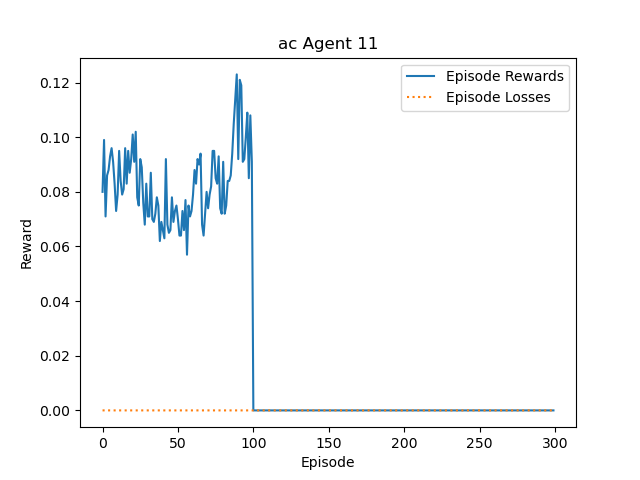 ac Agent 11
Episode Rewards
Episode Losses
0.12
0.10
0.08
0.06
0.04
0.02
0.00
Reward
0 50 100 150 200 250 300
Episode